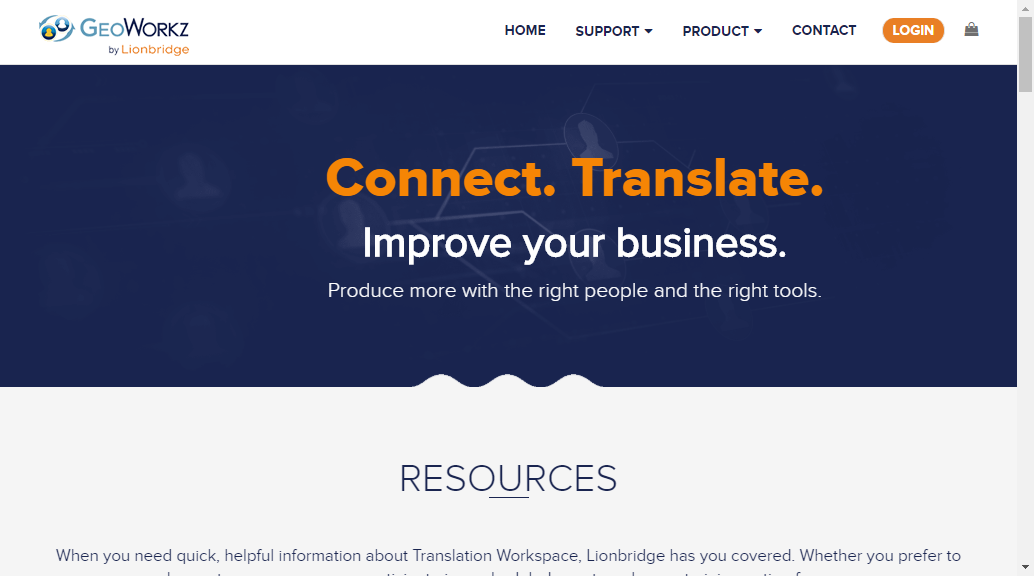 GEOWORKZ
by Lionbridge
HOME SUPPORT PRODUCT CONTACT LOGIN
Connect. Translate.
Improve your business.
Produce more with the right people and the right tools.
RESOURCES
When you need quick, helpful information about Translation Workspace, Lionbridge has you covered. Whether you prefer to